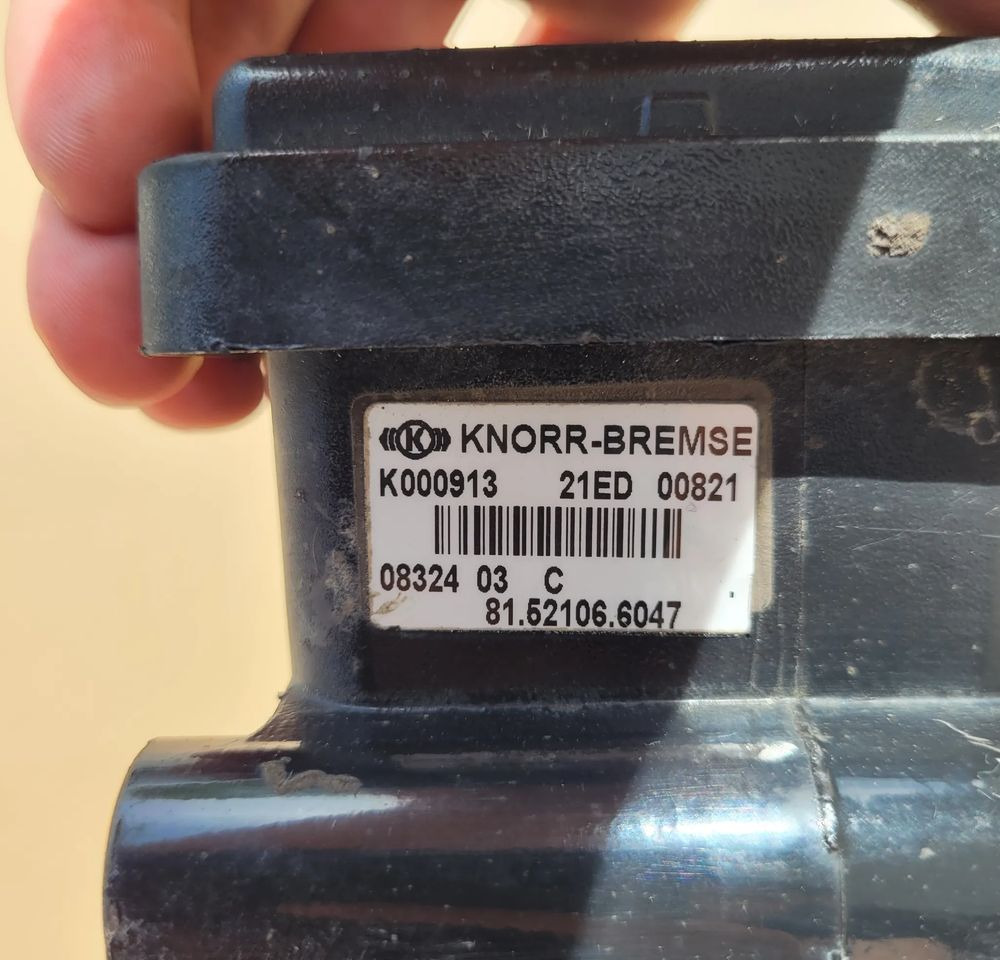 K KNORR-BREMSE
K000913 21ED 00821
08324 03 C
81.52106.6047